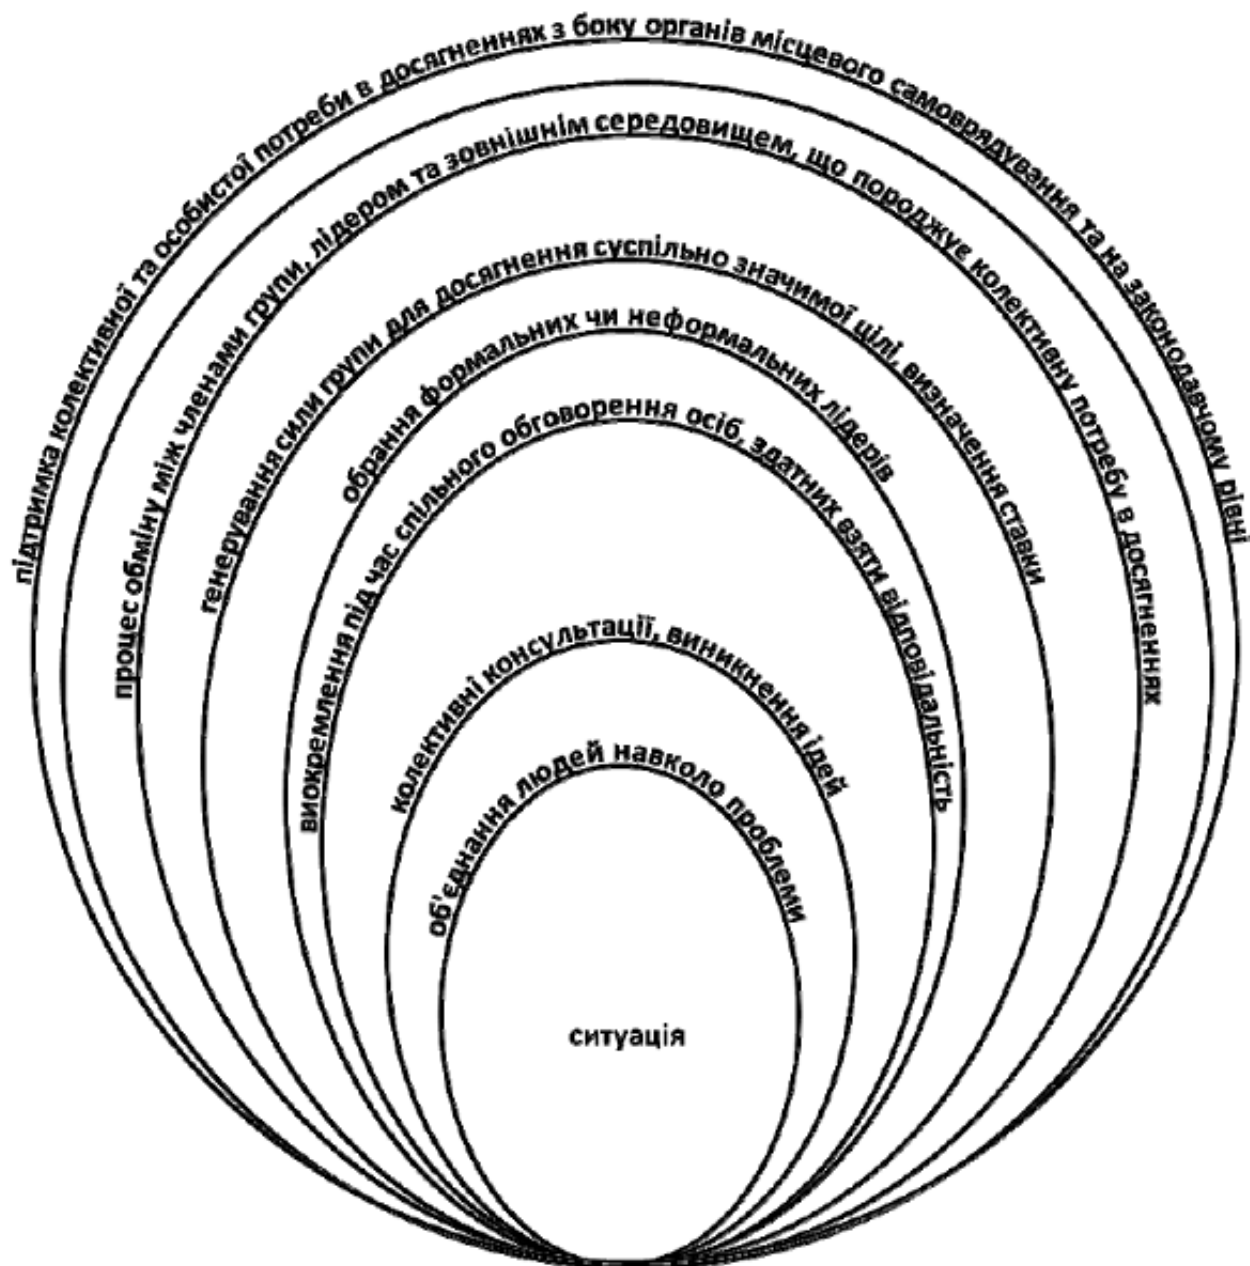 підтримка колективної та особистої потреби в досягненнях з боку органів місцевого самоврядування та на законодавчому рівні
процес обміну між членами групи, лідером та зовнішнім середовищем, що породжує колективну потребу в досягненнях
генерування сили групи для досягнення суспільно значимої цілі, визначення ставки
обрання формальних чи неформальних лідерів
виокремлення під час спільного обговорення осіб, здатних взяти відповідальність
колективні консультації, виникнення ідей
об'єднання людей навколо проблеми
ситуація